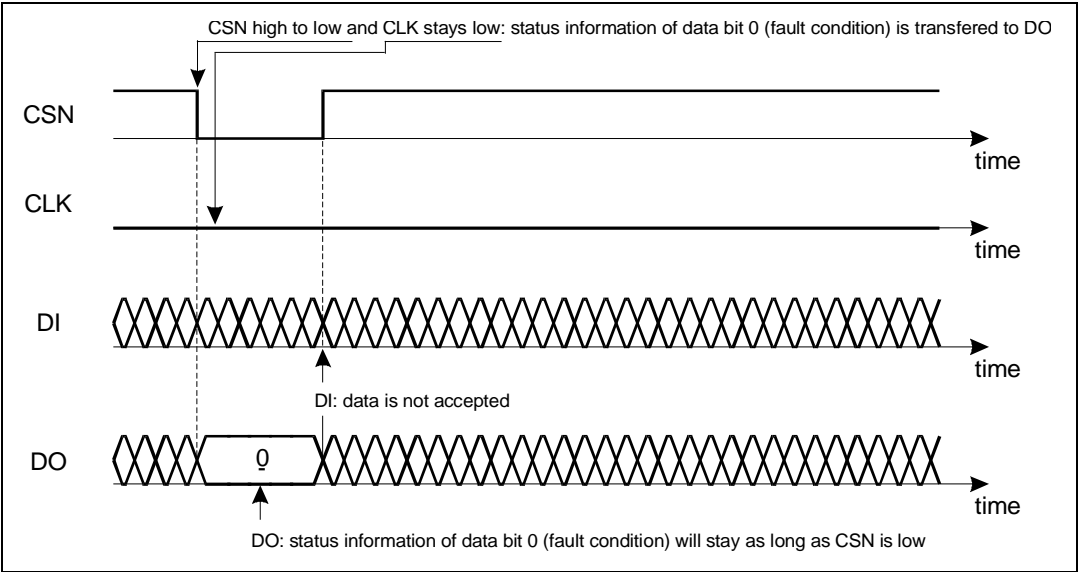 CSN high to low and CLK stays low: status information of data bit 0 (fault condition) is transfered to DO
CSN
time
CLK
time
DI
time
DI: data is not accepted
DO
0
time
DO: status information of data bit 0 (fault condition) will stay as long as CSN is low